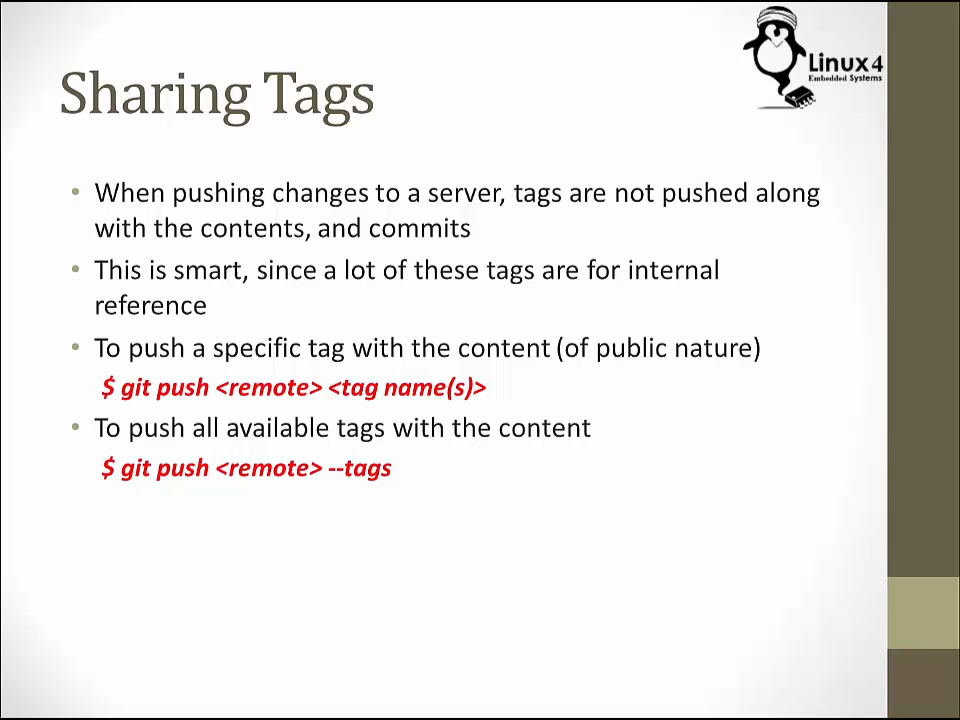 Linux4
Embedded Systems
Sharing Tags
• When pushing changes to a server, tags are not pushed along
with the contents, and commits
• This is smart, since a lot of these tags are for internal
reference
• To push a specific tag with the content (of public nature)
$ git push <remote> <tag name(s)>
• To push all available tags with the content
$ git push <remote> --tags